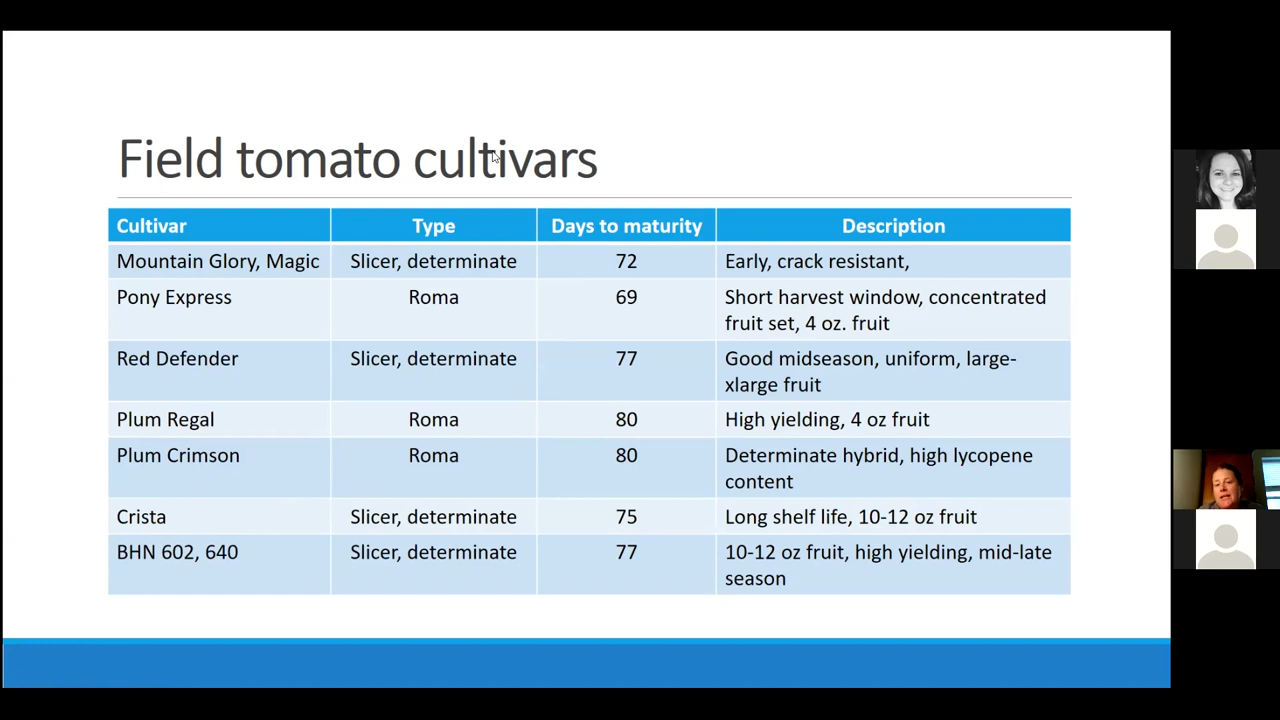 Field tomato cultivars
Cultivar Type Days to maturity Description
Mountain Glory, Magic Slicer, determinate 72 Early, crack resistant,
Pony Express Roma 69 Short harvest window, concentrated
fruit set, 4 oz. fruit
Red Defender Slicer, determinate 77 Good midseason, uniform, large-
xlarge fruit
Plum Regal Roma 80 High yielding, 4 oz fruit
Plum Crimson Roma 80 Determinate hybrid, high lycopene
content
Crista Slicer, determinate 75 Long shelf life, 10-12 oz fruit
BHN 602, 640 Slicer, determinate 77 10-12 oz fruit, high yielding, mid-late
season